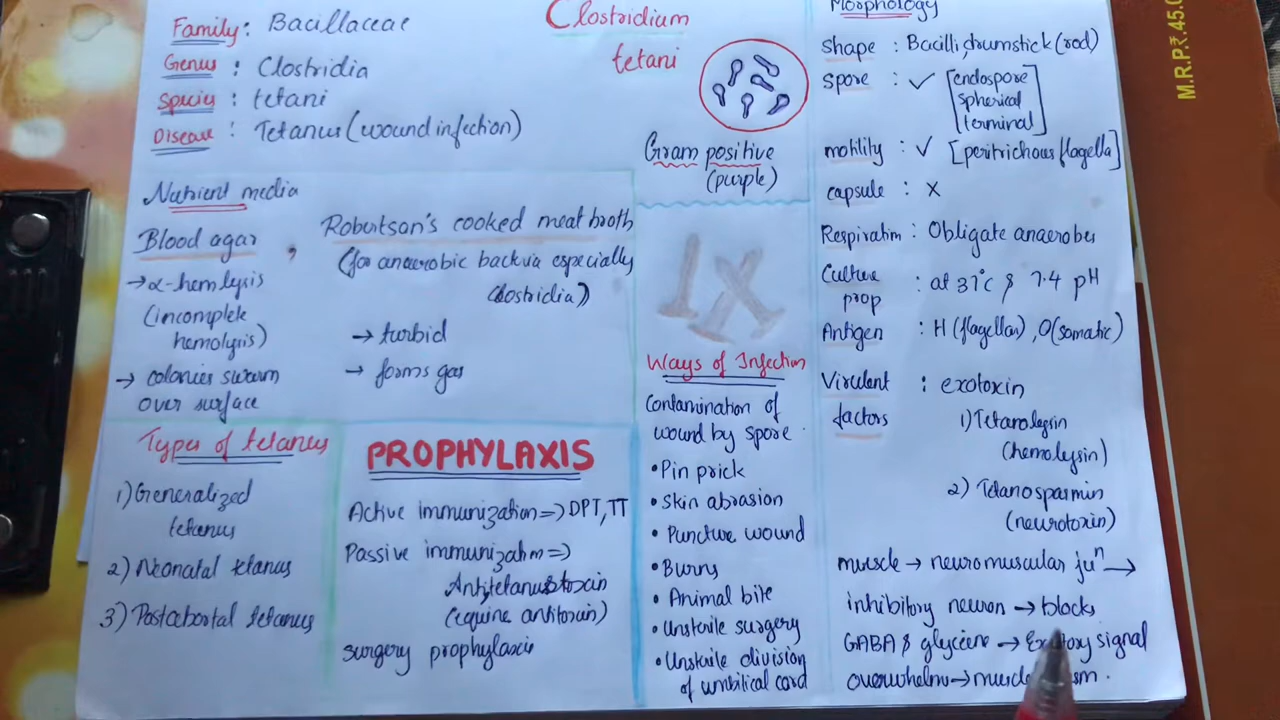 Family: Bacillaceae
Genus : Clostridia
Species : tetani
Disease : Tetanus (wound infection)
Clostridium
tetani
Gram positive
(purple)
Morphology
Shape : Bacilli, drumstick (rod)
Spore : ✓ [endospore
spherical
terminal]
motility : ✓ [peritrichous flagella]
capsule : x
Respiration : Obligate anaerobes
Culture prop : at 37°C & 7.4 pH
Antigen : H (flagellar), O (somatic)
Virulent factors : exotoxin
1) Tetanolysin
(hemolysin)
2) Tetanospasmin
(neurotoxin)
muscle → neuromuscular juⁿ →
inhibitory neuron → blocks
GABA & glycine → signal
overwhelm →
Nutrient media
Blood agar ,
→ α-hemlysis
(incomplete
hemolysis)
→ colonies swarm
over surface
Robertson's cooked meat broth
(for anaerobic bacteria especially
Clostridia)
→ turbid
→ forms gas
IX
Types of tetanus
1) Generalized
tetanus
2) Neonatal tetanus
3) Postabortal tetanus
PROPHYLAXIS
Active immunization => DPT, TT
Passive immunization =>
(equine antitoxin)
surgery prophylaxis
Ways of Infection
Contamination of
wound by spore.
• Pin prick
• Skin abrasion
• Puncture wound
• Burns
• Animal bite
• Unsterile surgery
• Unsterile division
of umbilical cord
M.R.P.₹.45.0